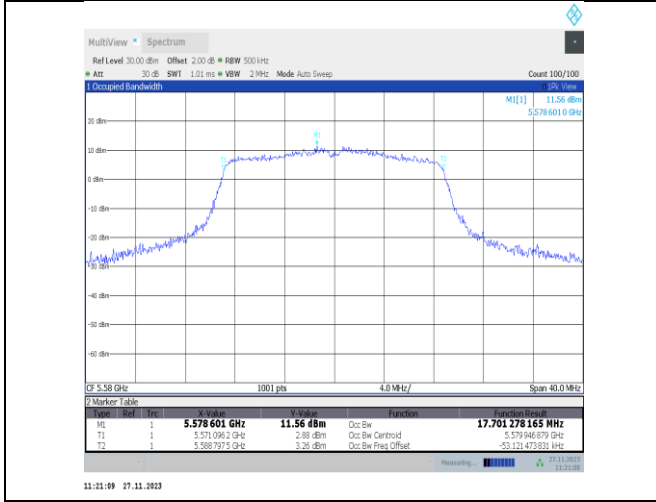 MultiView Spectrum
Ref Level 30.00 dBm Offset 2.00 dB RBW 500 kHz
Att 30 dB SWT 1.01 ms VBW 2 MHz Mode Auto Sweep Count 100/100
1 Occupied Bandwidth 1Pk View
M1[1] 11.56 dBm
5.578 601 0 GHz
20 dBm
M1
10 dBm
0 dBm
-10 dBm
-20 dBm
-30 dBm
-40 dBm
-50 dBm
-60 dBm
CF 5.58 GHz 1001 pts 4.0 MHz/ Span 40.0 MHz
2 Marker Table
Type Ref Trc X-Value Y-Value Function Function Result
M1 1 5.578 601 GHz 11.56 dBm Occ Bw 17.701 278 165 MHz
T1 1 5.571 096 2 GHz 2.88 dBm Occ Bw Centroid 5.579 946 879 GHz
T2 1 5.588 797 5 GHz 3.26 dBm Occ Bw Freq Offset -53.121 473 831 kHz
Measuring... 27.11.2023
11:21:08
11:21:09 27.11.2023